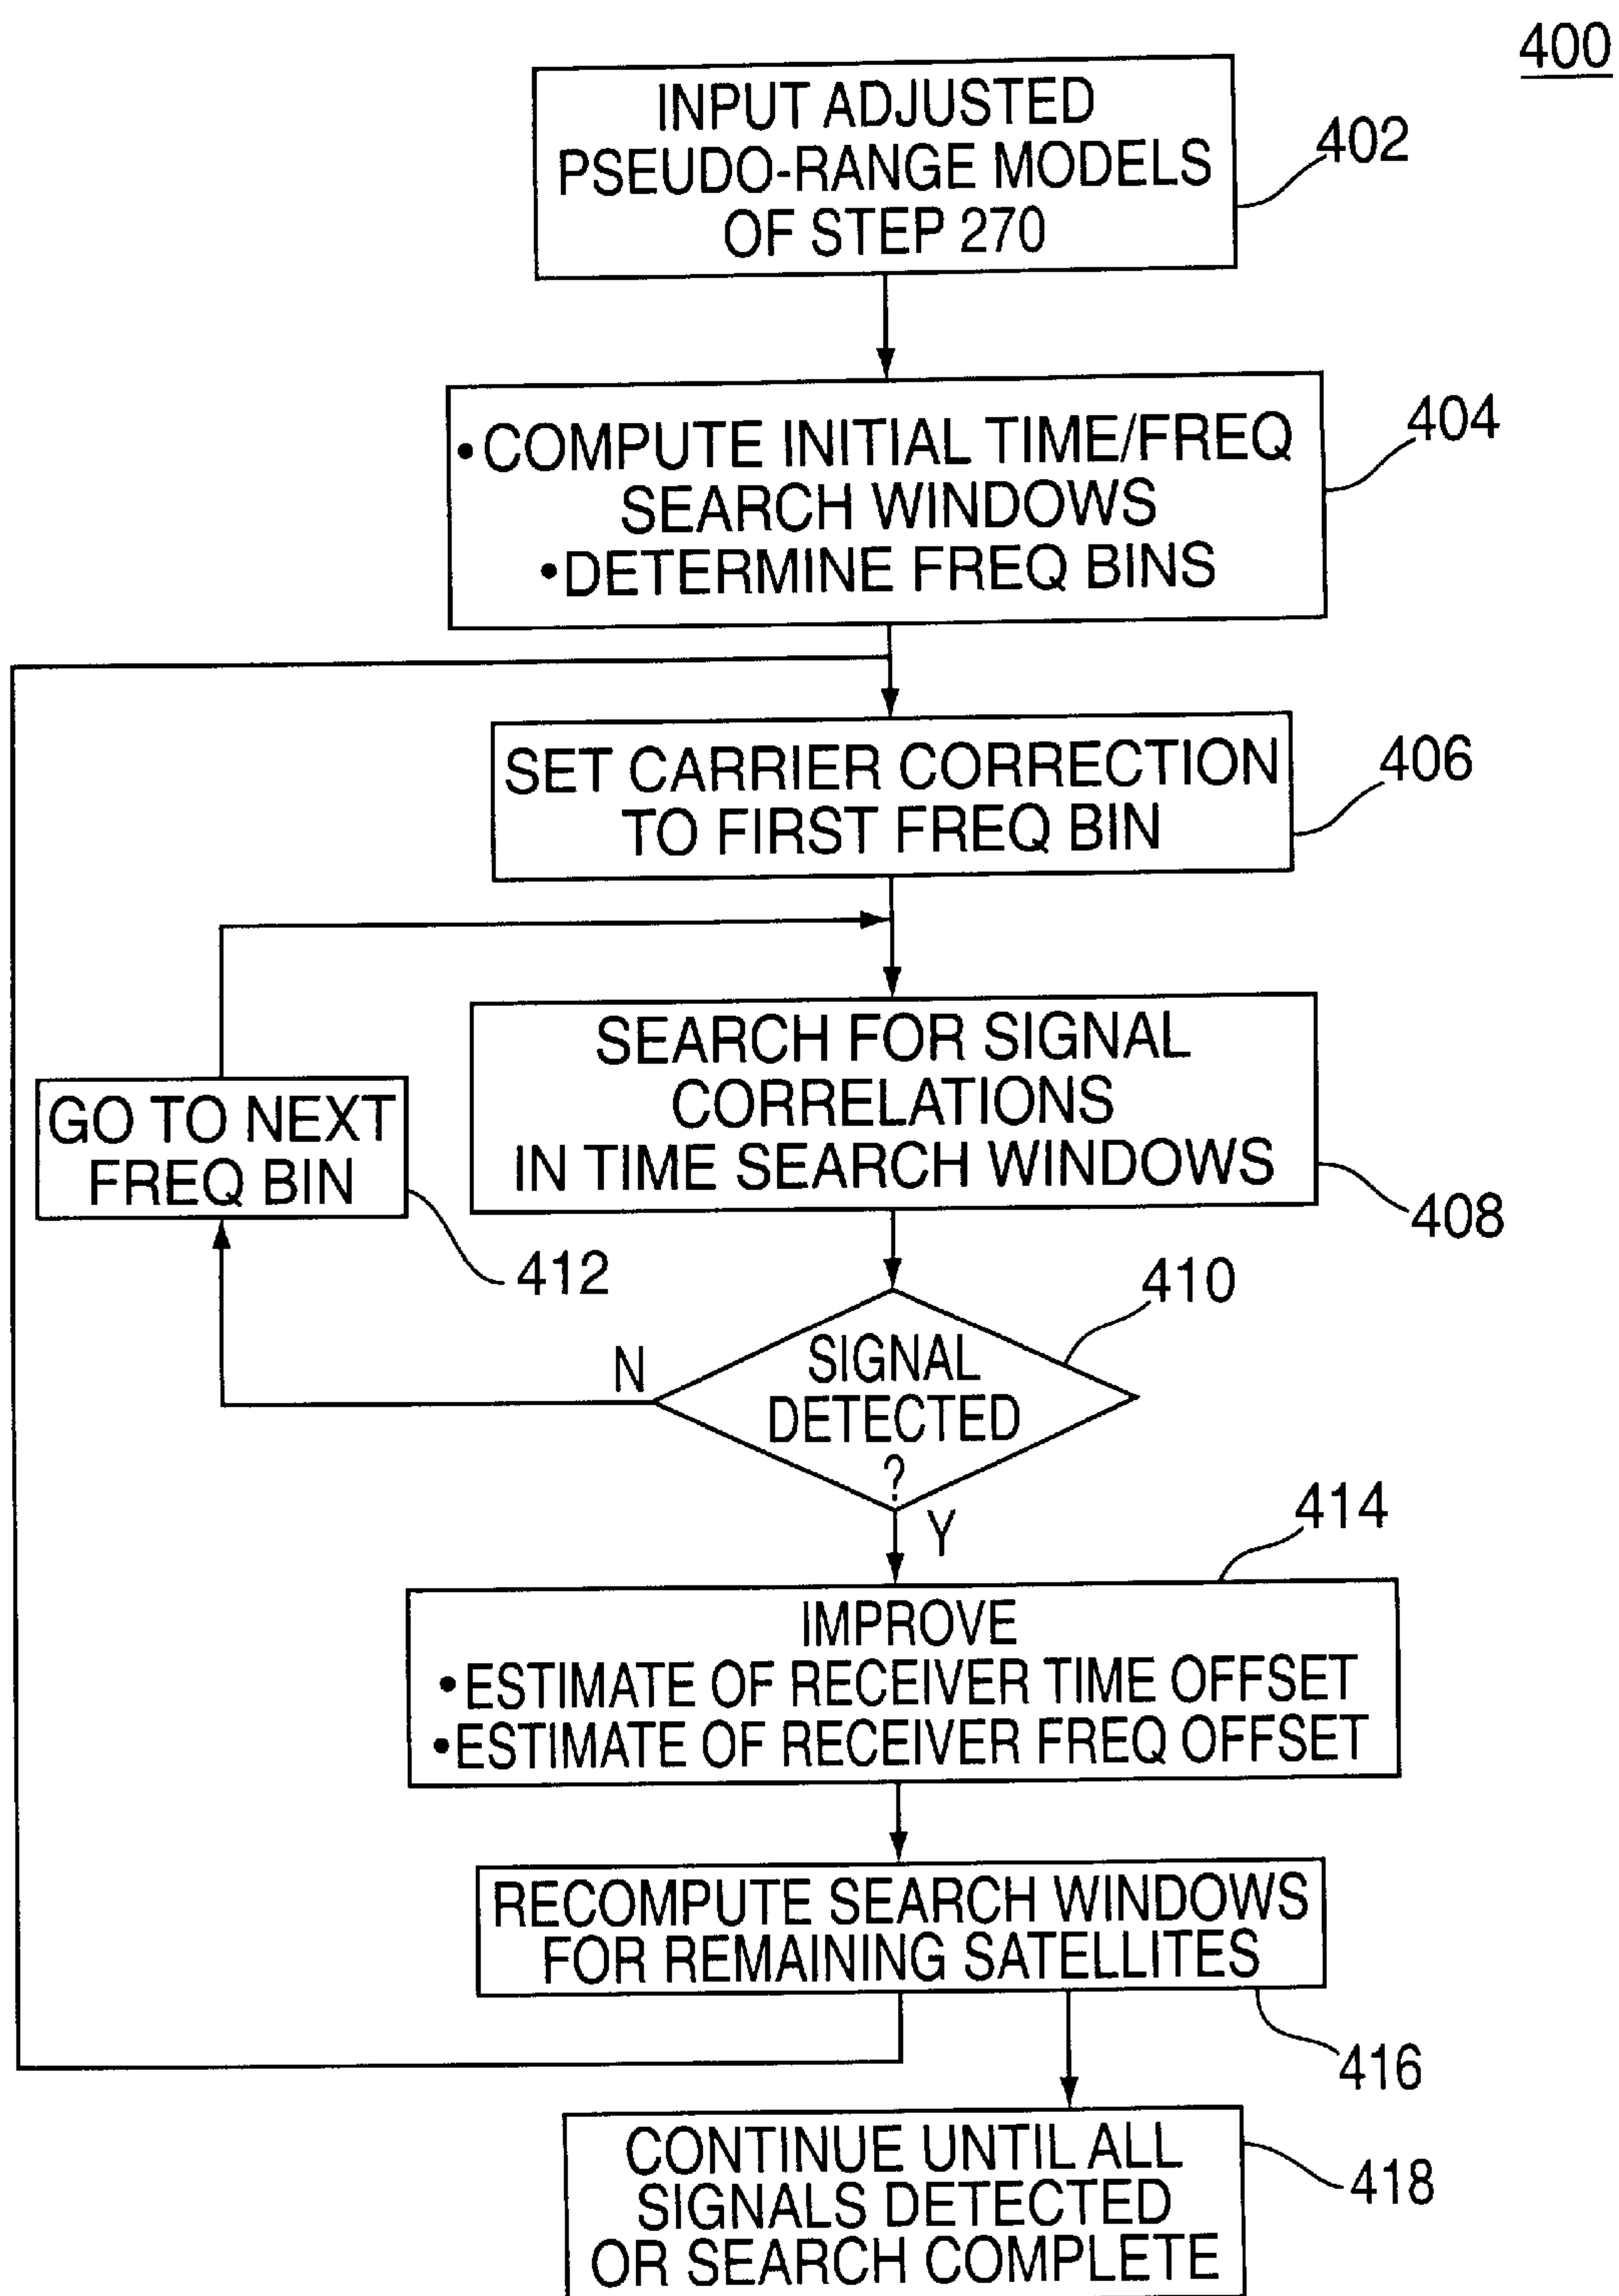 400
INPUT ADJUSTED
PSEUDO-RANGE MODELS
OF STEP 270
402
•COMPUTE INITIAL TIME/FREQ
SEARCH WINDOWS
•DETERMINE FREQ BINS
404
SET CARRIER CORRECTION
TO FIRST FREQ BIN
406
SEARCH FOR SIGNAL
CORRELATIONS
IN TIME SEARCH WINDOWS
408
GO TO NEXT
FREQ BIN
412
SIGNAL
DETECTED
?
410
N
Y
414
IMPROVE
•ESTIMATE OF RECEIVER TIME OFFSET
•ESTIMATE OF RECEIVER FREQ OFFSET
RECOMPUTE SEARCH WINDOWS
FOR REMAINING SATELLITES
416
CONTINUE UNTIL ALL
SIGNALS DETECTED
OR SEARCH COMPLETE
418